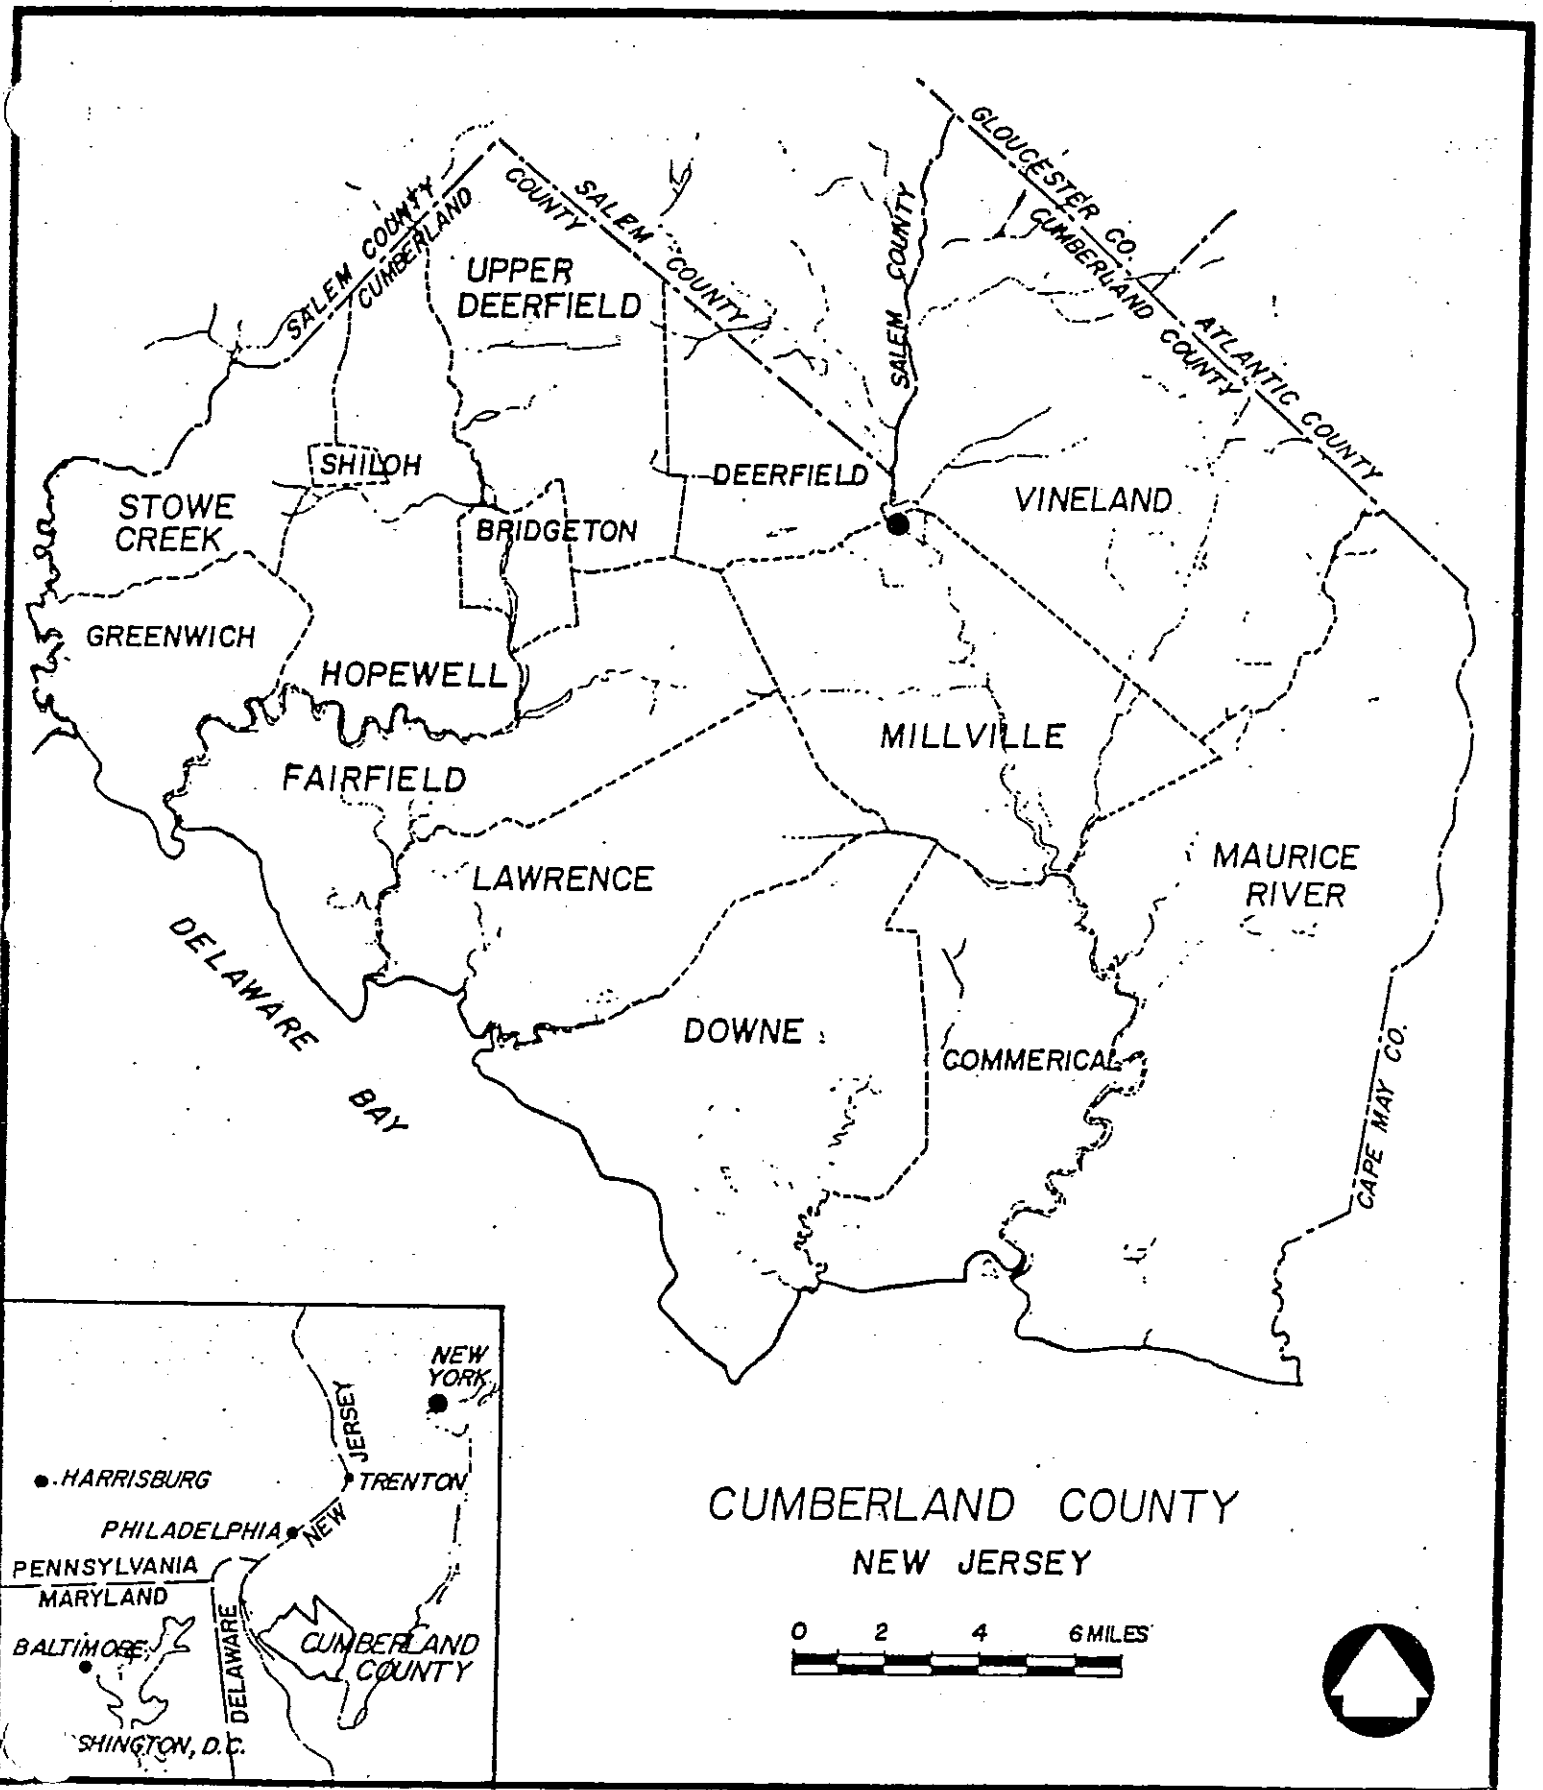 GLOUCESTER CO.
CUMBERLAND COUNTY
ATLANTIC COUNTY
SALEM COUNTY
CUMBERLAND
COUNTY
SALEM COUNTY
SALEM COUNTY
UPPER
DEERFIELD
SHILOH
DEERFIELD
STOWE
CREEK
BRIDGETON
VINELAND
GREENWICH
HOPEWELL
MILLVILLE
FAIRFIELD
LAWRENCE
MAURICE
RIVER
DELAWARE
BAY
DOWNE
COMMERICAL
CAPE MAY CO.
NEW
YORK
JERSEY
HARRISBURG
TRENTON
PHILADELPHIA
NEW
PENNSYLVANIA
MARYLAND
BALTIMORE
DELAWARE
CUMBERLAND
COUNTY
SHINGTON, D.C.
CUMBERLAND COUNTY
NEW JERSEY
0 2 4 6 MILES